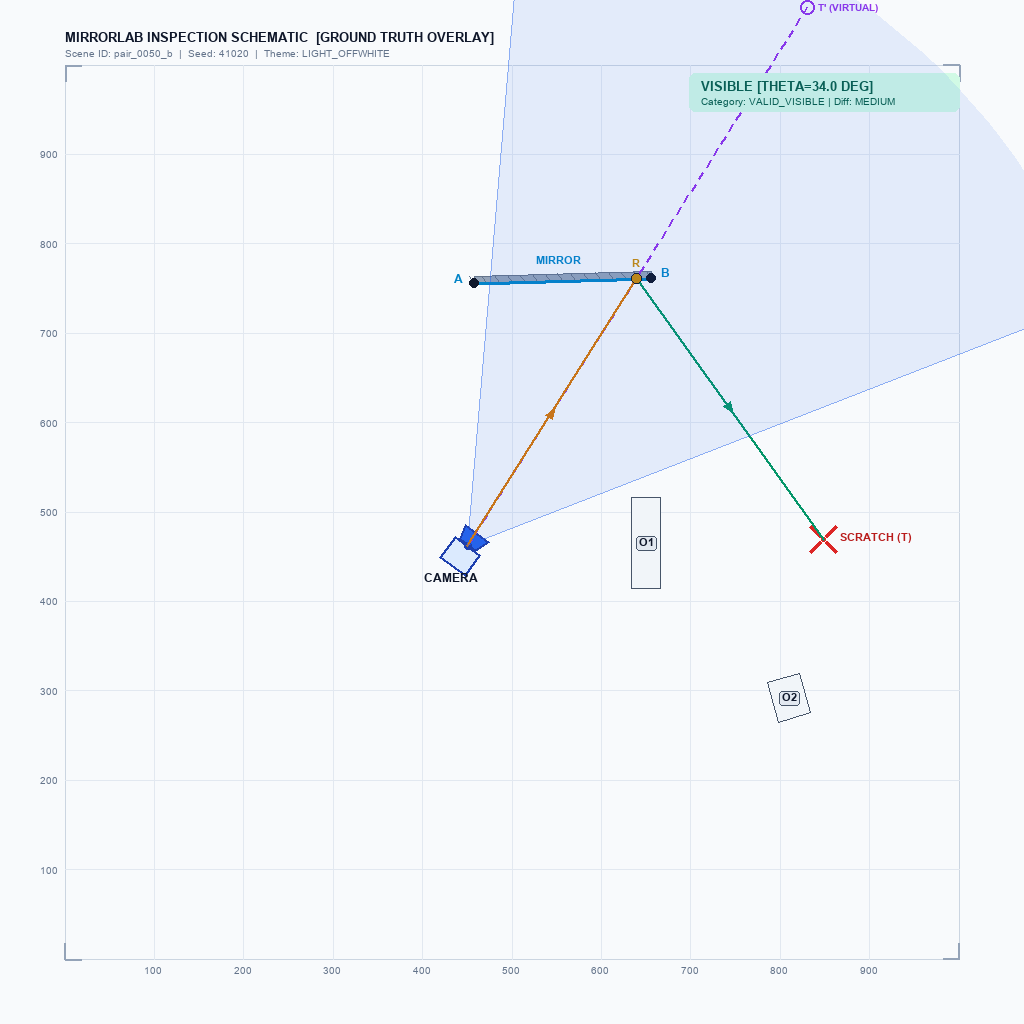 T' (VIRTUAL)
MIRRORLAB INSPECTION SCHEMATIC [GROUND TRUTH OVERLAY]
Scene ID: pair_0050_b | Seed: 41020 | Theme: LIGHT_OFFWHITE
VISIBLE [THETA=34.0 DEG]
Category: VALID_VISIBLE | Diff: MEDIUM
900
800
MIRROR
R
A
B
700
600
500
O1
SCRATCH (T)
CAMERA
400
300
O2
200
100
100 200 300 400 500 600 700 800 900